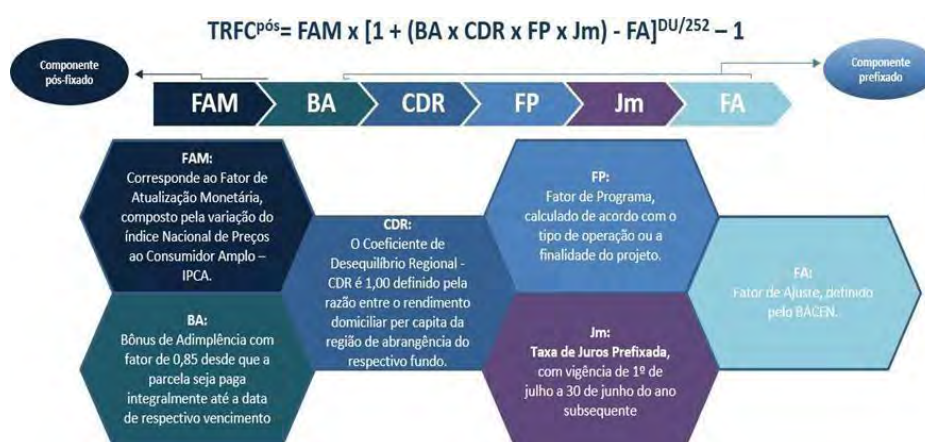 TRFCpós= FAM x [1 + (BA x CDR x FP x Jm) - FA]DU/252 – 1
Componente
pós-fixado
Componente
prefixado
FAM
BA
CDR
FP
Jm
FA
FAM:
Corresponde ao Fator de
Atualização Monetária,
composto pela variação do
índice Nacional de Preços
ao Consumidor Amplo –
IPCA.
BA:
Bônus de Adimplência com
fator de 0,85 desde que a
parcela seja paga
integralmente até a data
de respectivo vencimento
CDR:
O Coeficiente de
Desequilíbrio Regional -
CDR é 1,00 definido pela
razão entre o rendimento
domiciliar per capita da
região de abrangência do
respectivo fundo.
FP:
Fator de Programa,
calculado de acordo com o
tipo de operação ou a
finalidade do projeto.
Jm:
Taxa de Juros Prefixada,
com vigência de 1º de
julho a 30 de junho do ano
subsequente
FA:
Fator de Ajuste, definido
pelo BACEN.